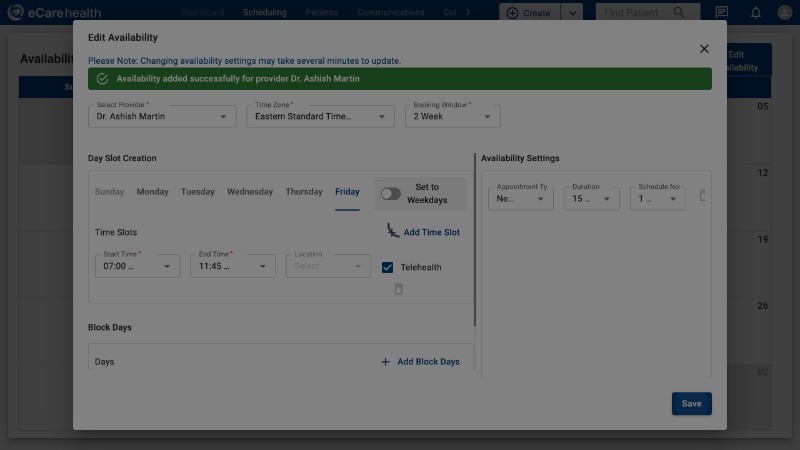 eCarehealth
Dashboard
Scheduling
Patients
Communications
Col
Create
Find Patient
Edit Availability
Please Note: Changing availability settings may take several minutes to update.
Availability added successfully for provider Dr. Ashish Martin
Select Provider *
Dr. Ashish Martin
Time Zone *
Eastern Standard Time...
Booking Window *
2 Week
Day Slot Creation
Sunday
Monday
Tuesday
Wednesday
Thursday
Friday
Set to
Weekdays
Time Slots
Add Time Slot
Start Time *
07:00 ...
End Time *
11:45 ...
Location
Select
Telehealth
Block Days
Days
Add Block Days
Availability Settings
Appointment Ty
Ne...
Duration
15 ...
Schedule No
1 ...
Save
Availabili
Edit
ilability
Su
05
12
19
26
02